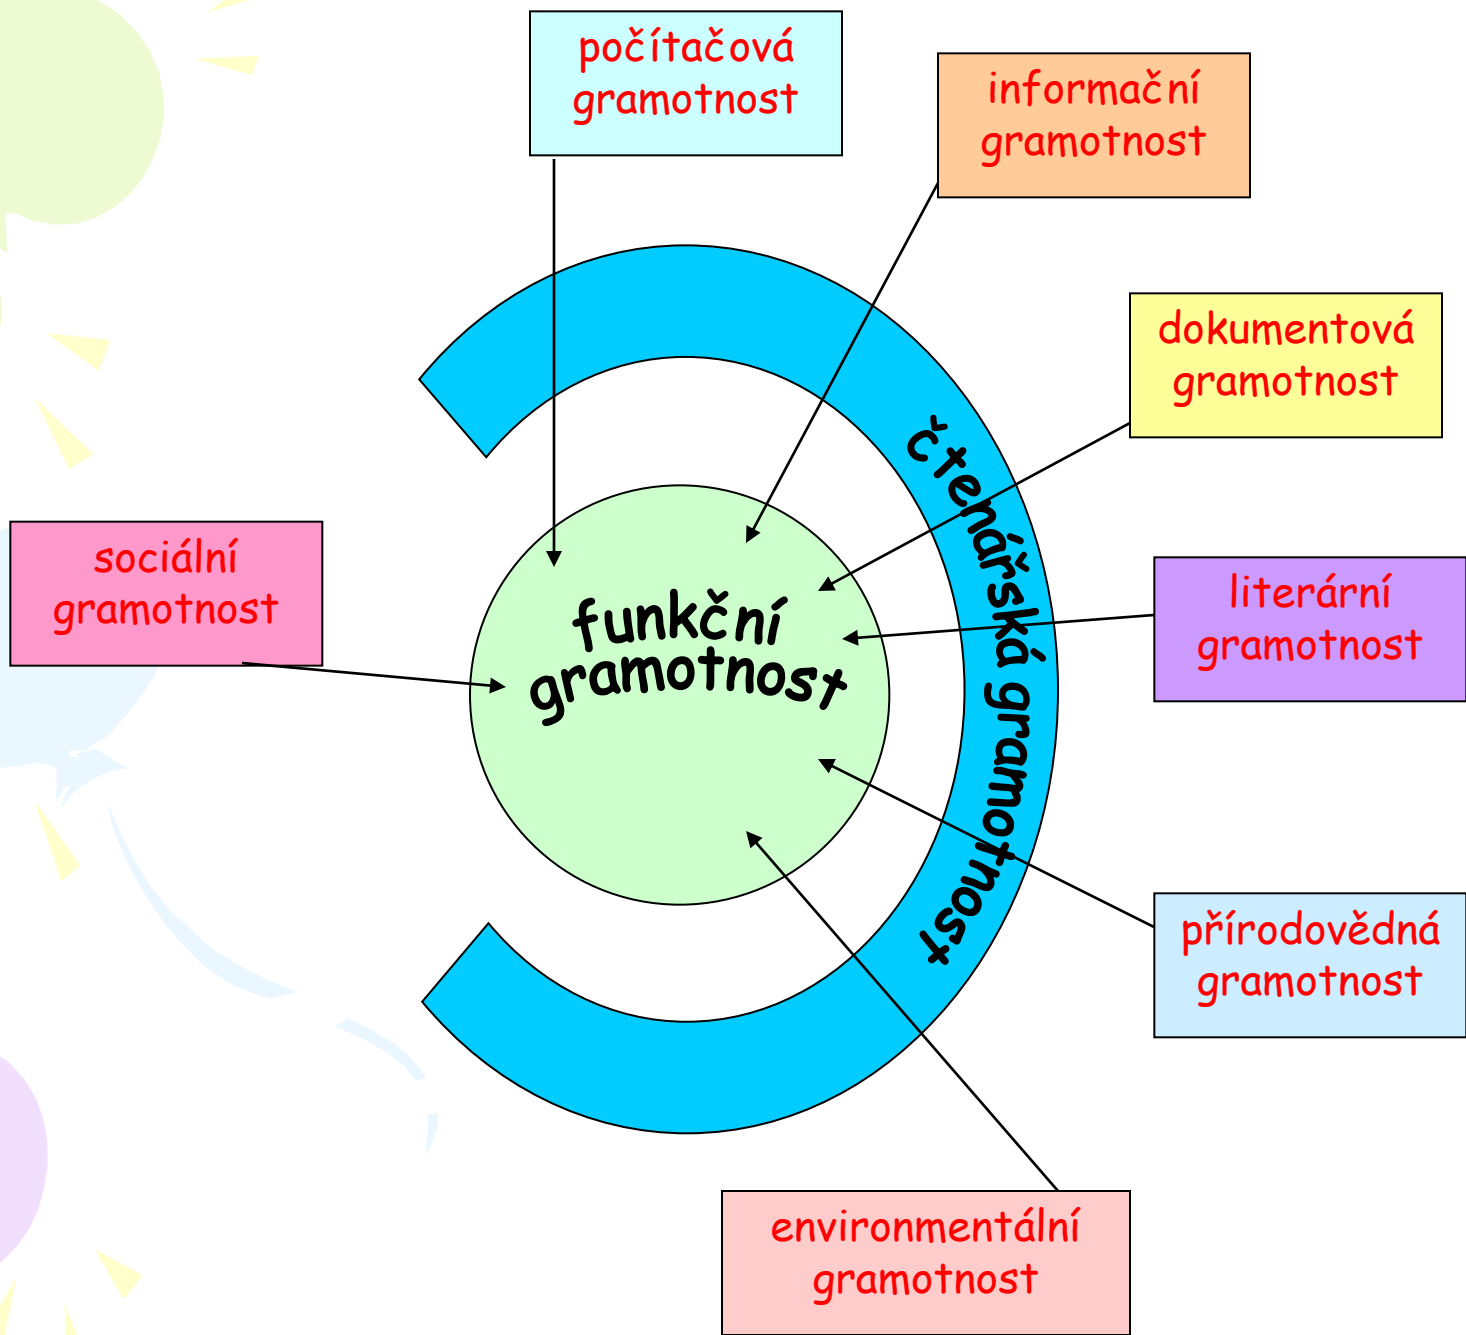 počítačová
gramotnost
informační
gramotnost
dokumentová
gramotnost
čtenářská gramotnost
sociální
gramotnost
literární
gramotnost
funkční
gramotnost
přírodovědná
gramotnost
environmentální
gramotnost